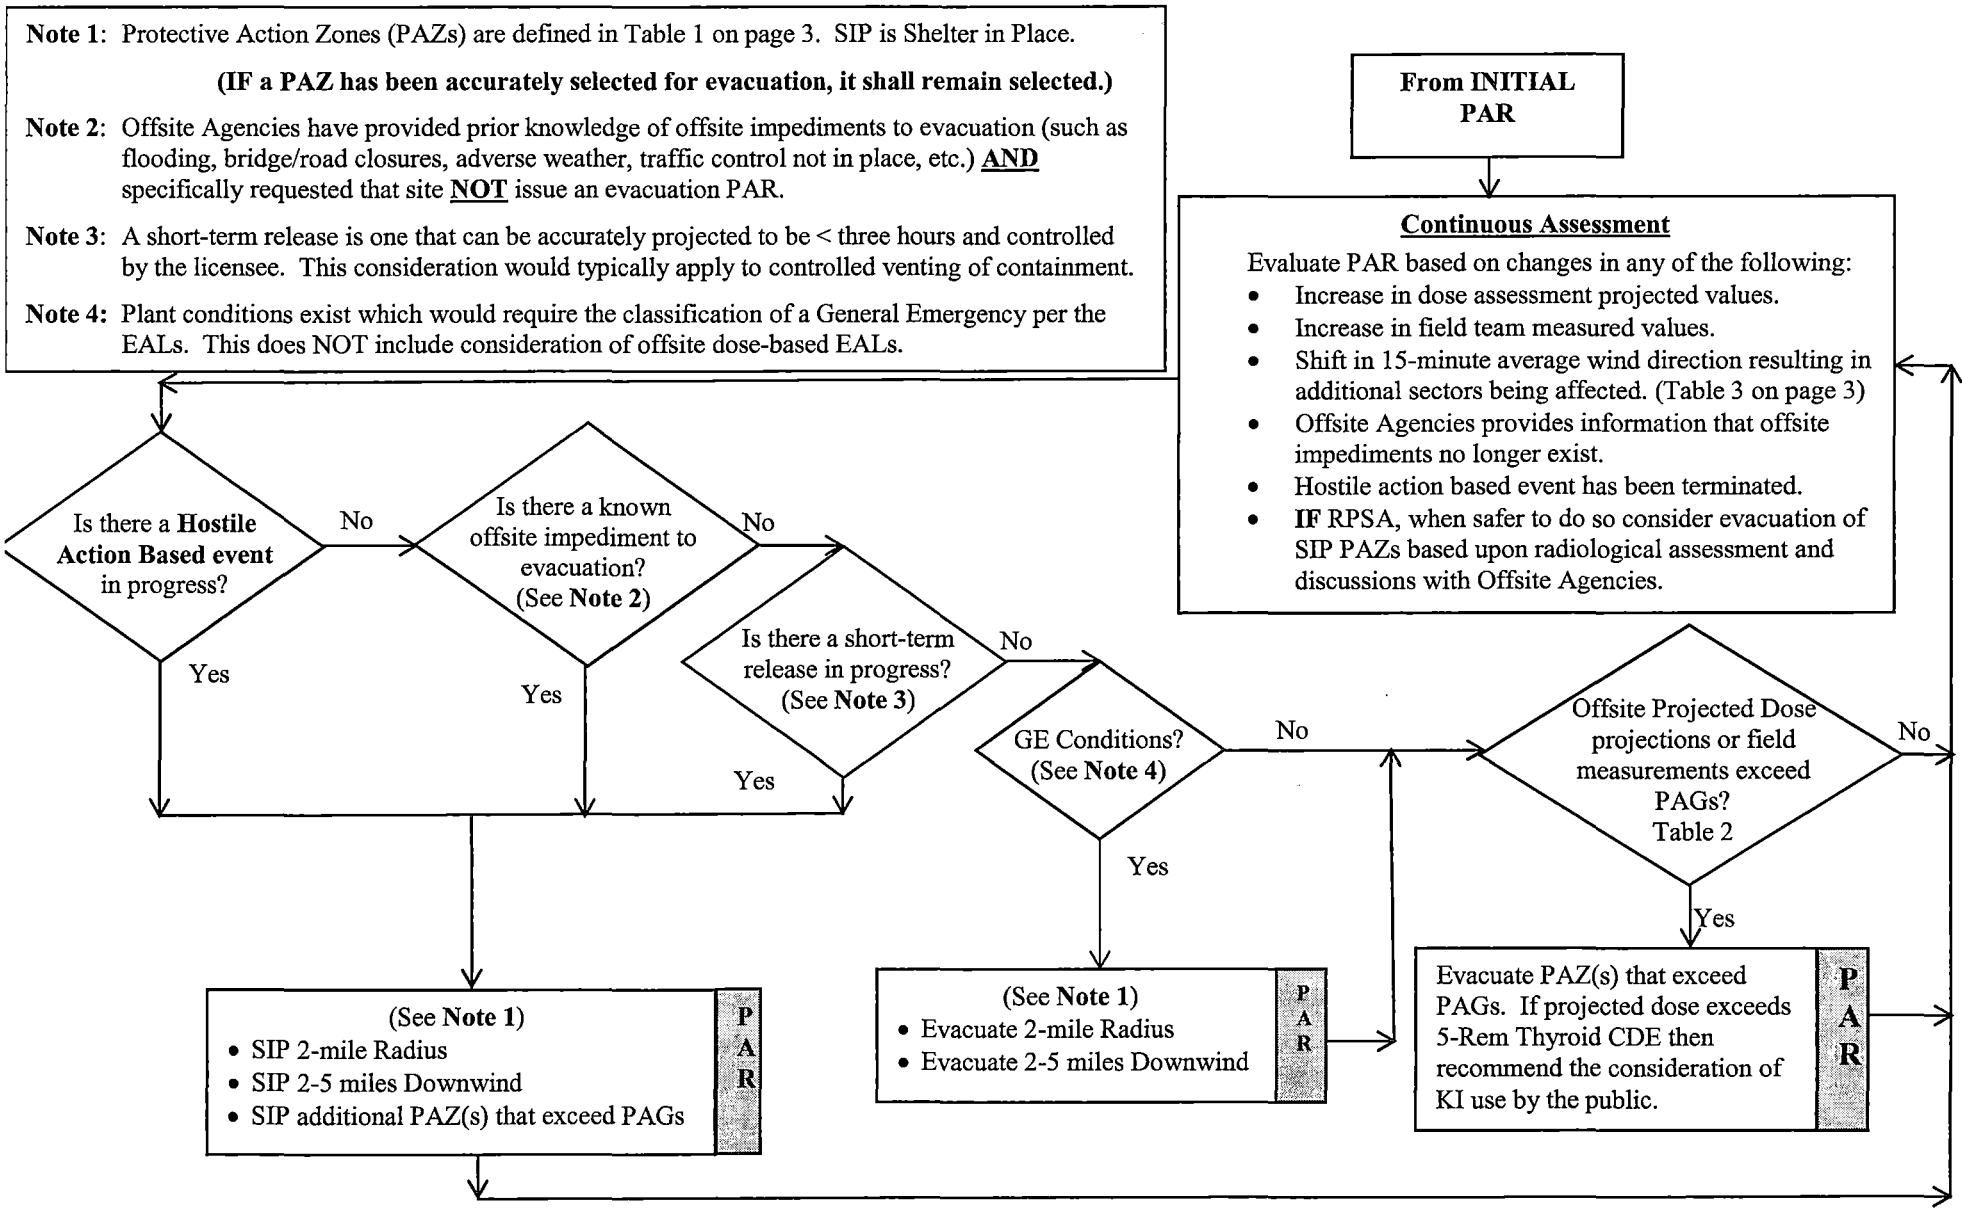 Note 1: Protective Action Zones (PAZs) are defined in Table 1 on page 3. SIP is Shelter in Place.
(IF a PAZ has been accurately selected for evacuation, it shall remain selected.)
Note 2: Offsite Agencies have provided prior knowledge of offsite impediments to evacuation (such as
flooding, bridge/road closures, adverse weather, traffic control not in place, etc.) AND
specifically requested that site NOT issue an evacuation PAR.
Note 3: A short-term release is one that can be accurately projected to be < three hours and controlled
by the licensee. This consideration would typically apply to controlled venting of containment.
Note 4: Plant conditions exist which would require the classification of a General Emergency per the
EALs. This does NOT include consideration of offsite dose-based EALs.
From INITIAL
PAR
Continuous Assessment
Evaluate PAR based on changes in any of the following:
• Increase in dose assessment projected values.
• Increase in field team measured values.
• Shift in 15-minute average wind direction resulting in
additional sectors being affected. (Table 3 on page 3)
• Offsite Agencies provides information that offsite
impediments no longer exist.
• Hostile action based event has been terminated.
• IF RPSA, when safer to do so consider evacuation of
SIP PAZs based upon radiological assessment and
discussions with Offsite Agencies.
Is there a Hostile
Action Based event
in progress?
No
Yes
Is there a known
offsite impediment to
evacuation?
(See Note 2)
No
Yes
Is there a short-term
release in progress?
(See Note 3)
No
Yes
GE Conditions?
(See Note 4)
No
Yes
Offsite Projected Dose
projections or field
measurements exceed
PAGs?
Table 2
No
Yes
(See Note 1)
• SIP 2-mile Radius
• SIP 2-5 miles Downwind
• SIP additional PAZ(s) that exceed PAGs
P
A
R
(See Note 1)
• Evacuate 2-mile Radius
• Evacuate 2-5 miles Downwind
P
A
R
Evacuate PAZ(s) that exceed
PAGs. If projected dose exceeds
5-Rem Thyroid CDE then
recommend the consideration of
KI use by the public.
P
A
R